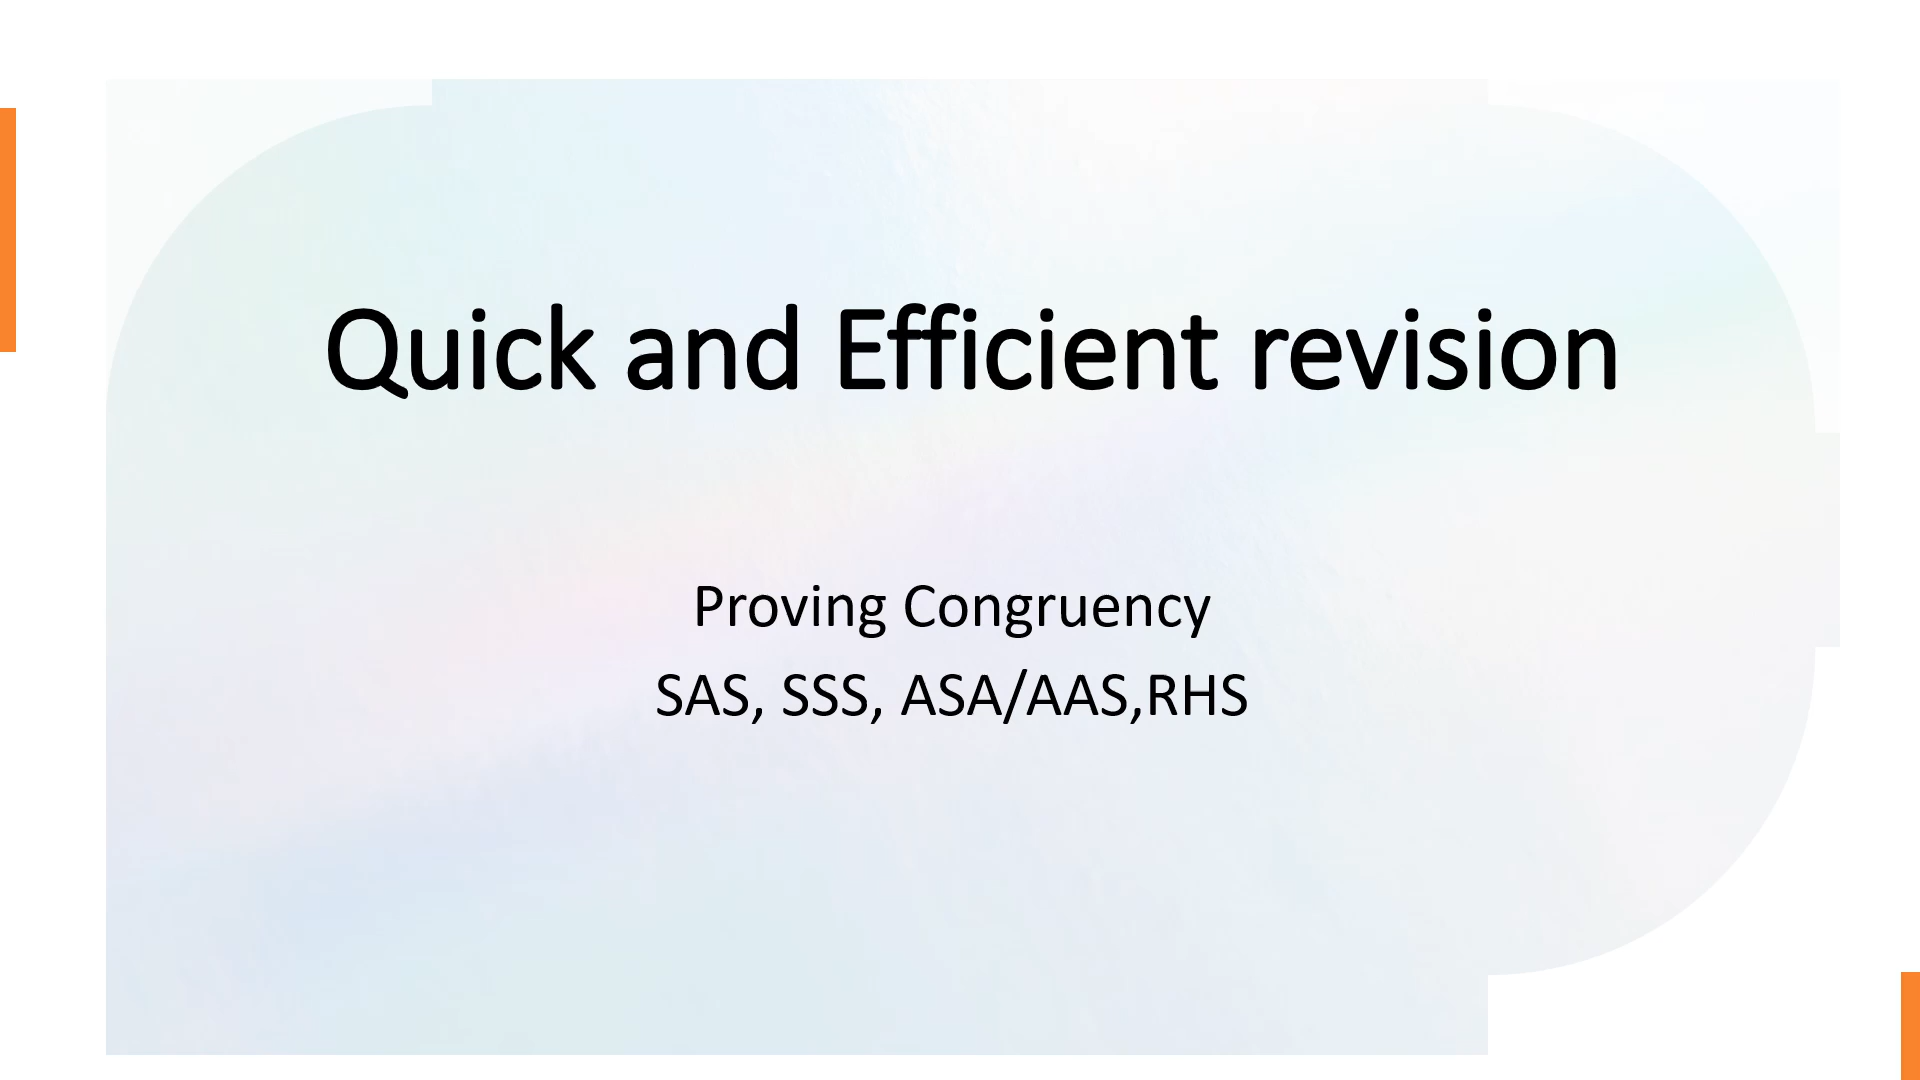 Quick and Efficient revision
Proving Congruency
SAS, SSS, ASA/AAS,RHS